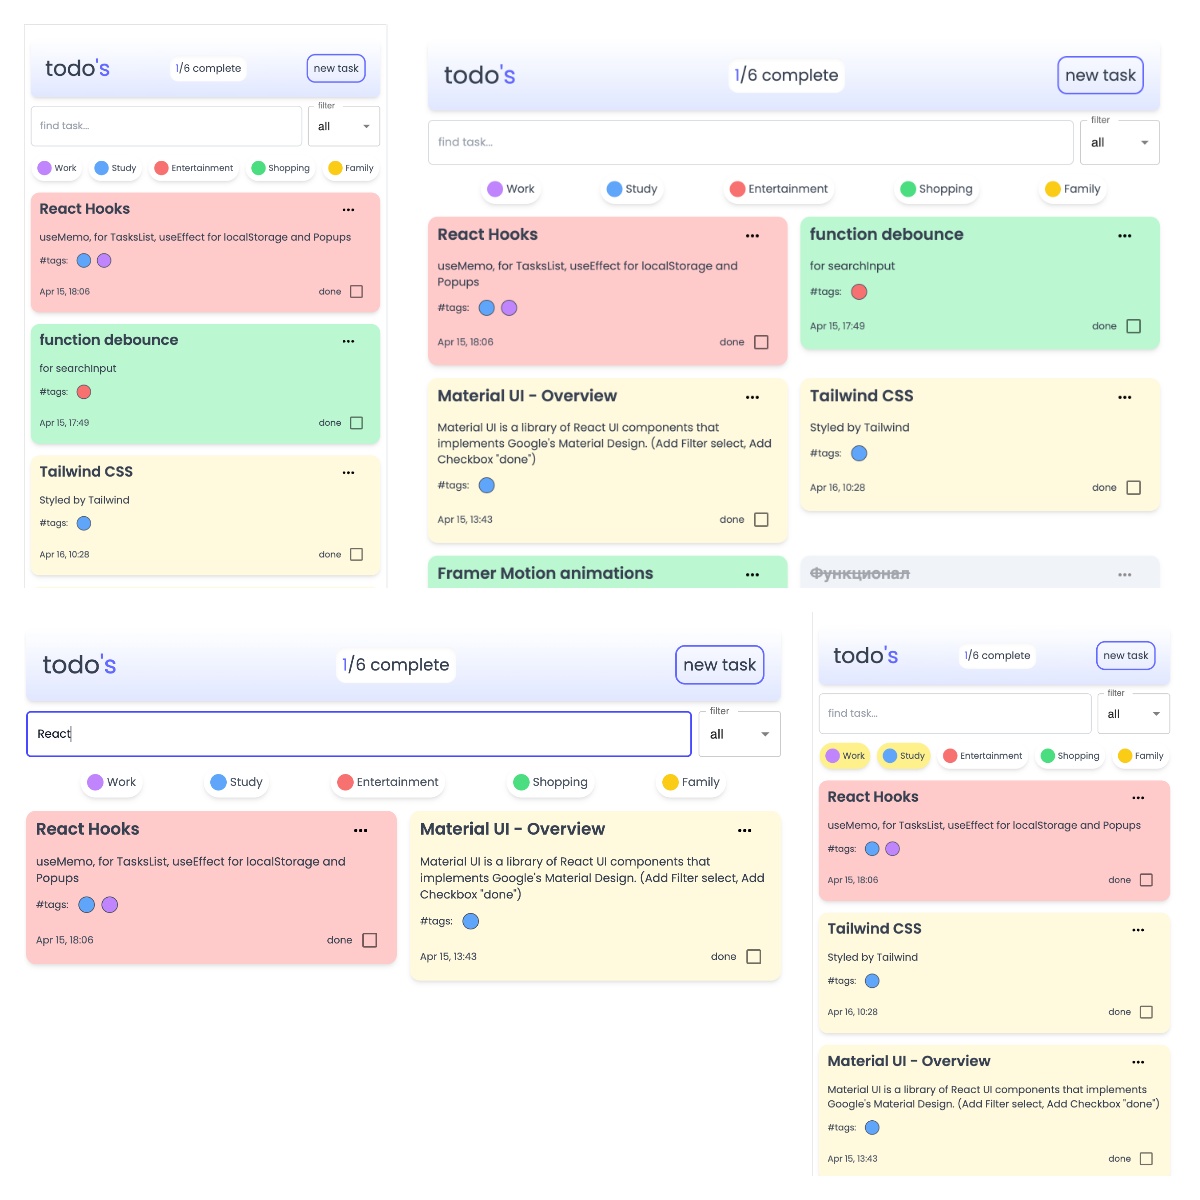 todo's
1/6 complete
new task
find task...
filter
all
Work
Study
Entertainment
Shopping
Family
React Hooks
useMemo, for TasksList, useEffect for localStorage and Popups
#tags:
Apr 15, 18:06
done
function debounce
for searchInput
#tags:
Apr 15, 17:49
done
Tailwind CSS
Styled by Tailwind
#tags:
Apr 16, 10:28
done
todo's
1/6 complete
new task
find task...
filter
all
Work
Study
Entertainment
Shopping
Family
React Hooks
useMemo, for TasksList, useEffect for localStorage and
Popups
#tags:
Apr 15, 18:06
done
function debounce
for searchInput
#tags:
Apr 15, 17:49
done
Material UI - Overview
Material UI is a library of React UI components that
implements Google's Material Design. (Add Filter select, Add
Checkbox "done")
#tags:
Apr 15, 13:43
done
Tailwind CSS
Styled by Tailwind
#tags:
Apr 16, 10:28
done
Framer Motion animations
Функционал
todo's
1/6 complete
new task
React
filter
all
Work
Study
Entertainment
Shopping
Family
React Hooks
useMemo, for TasksList, useEffect for localStorage and
Popups
#tags:
Apr 15, 18:06
done
Material UI - Overview
Material UI is a library of React UI components that
implements Google's Material Design. (Add Filter select, Add
Checkbox "done")
#tags:
Apr 15, 13:43
done
todo's
1/6 complete
new task
find task...
filter
all
Work
Study
Entertainment
Shopping
Family
React Hooks
useMemo, for TasksList, useEffect for localStorage and Popups
#tags:
Apr 15, 18:06
done
Tailwind CSS
Styled by Tailwind
#tags:
Apr 16, 10:28
done
Material UI - Overview
Material UI is a library of React UI components that implements
Google's Material Design. (Add Filter select, Add Checkbox "done")
#tags:
Apr 15, 13:43
done